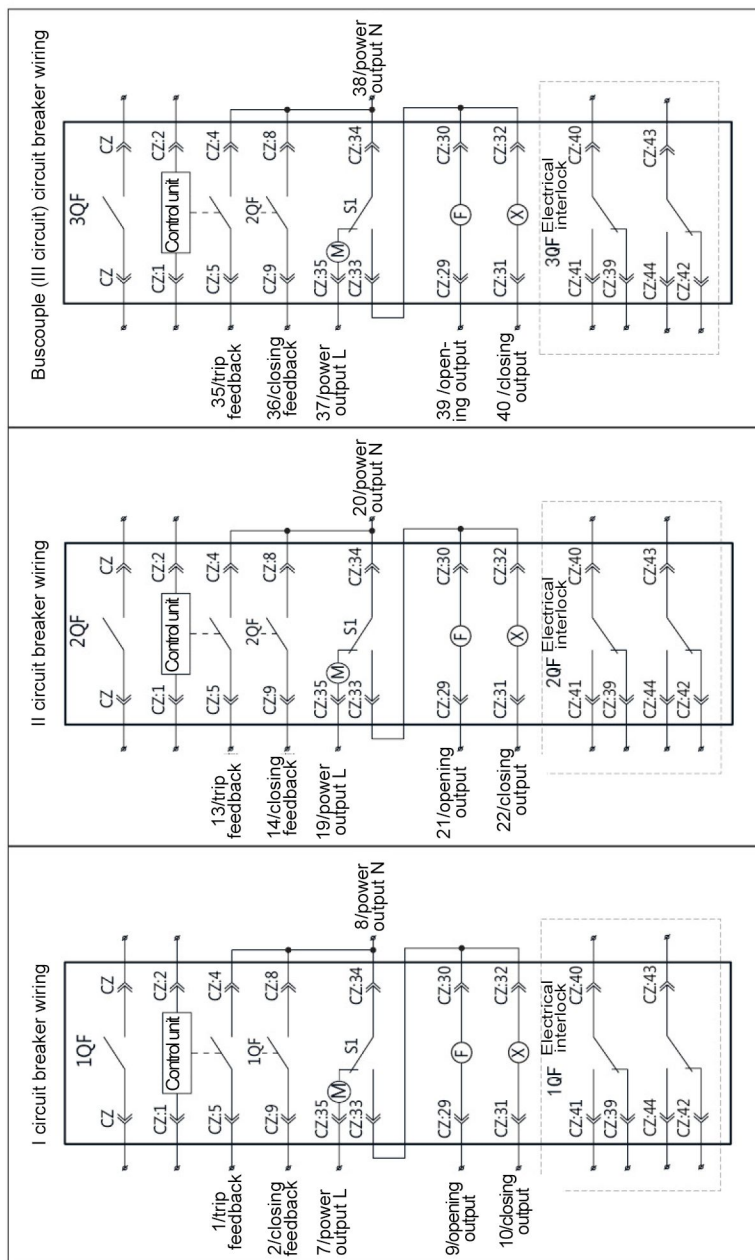 I circuit breaker wiring
1QF
CZ
CZ
CZ:1
Control unit
CZ:2
1/trip
feedback
CZ:5
CZ:4
2/closing
feedback
CZ:9
1QF
CZ:8
7/power
output L
CZ:35
M
CZ:33
S1
CZ:34
8/power
output N
9/opening
output
CZ:29
F
CZ:30
10/closing
output
CZ:31
X
CZ:32
1QF Electrical
interlock
CZ:41
CZ:40
CZ:39
CZ:44
CZ:43
CZ:42
II circuit breaker wiring
2QF
CZ
CZ
CZ:1
Control unit
CZ:2
13/trip
feedback
CZ:5
CZ:4
14/closing
feedback
CZ:9
2QF
CZ:8
19/power
output L
CZ:35
M
CZ:33
S1
CZ:34
20/power
output N
21/opening
output
CZ:29
F
CZ:30
22/closing
output
CZ:31
X
CZ:32
2QF Electrical
interlock
CZ:41
CZ:40
CZ:39
CZ:44
CZ:43
CZ:42
Buscouple (III circuit) circuit breaker wiring
3QF
CZ
CZ
CZ:1
Control unit
CZ:2
35/trip
feedback
CZ:5
CZ:4
36/closing
feedback
CZ:9
2QF
CZ:8
37/power
output L
CZ:35
M
CZ:33
S1
CZ:34
38/power
output N
39 /open-
ing output
CZ:29
F
CZ:30
40 /closing
output
CZ:31
X
CZ:32
3QF Electrical
interlock
CZ:41
CZ:40
CZ:39
CZ:44
CZ:43
CZ:42